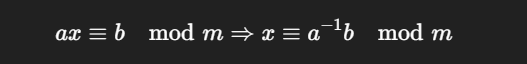 ax ≡ b mod m ⇒ x ≡ a⁻¹b mod m